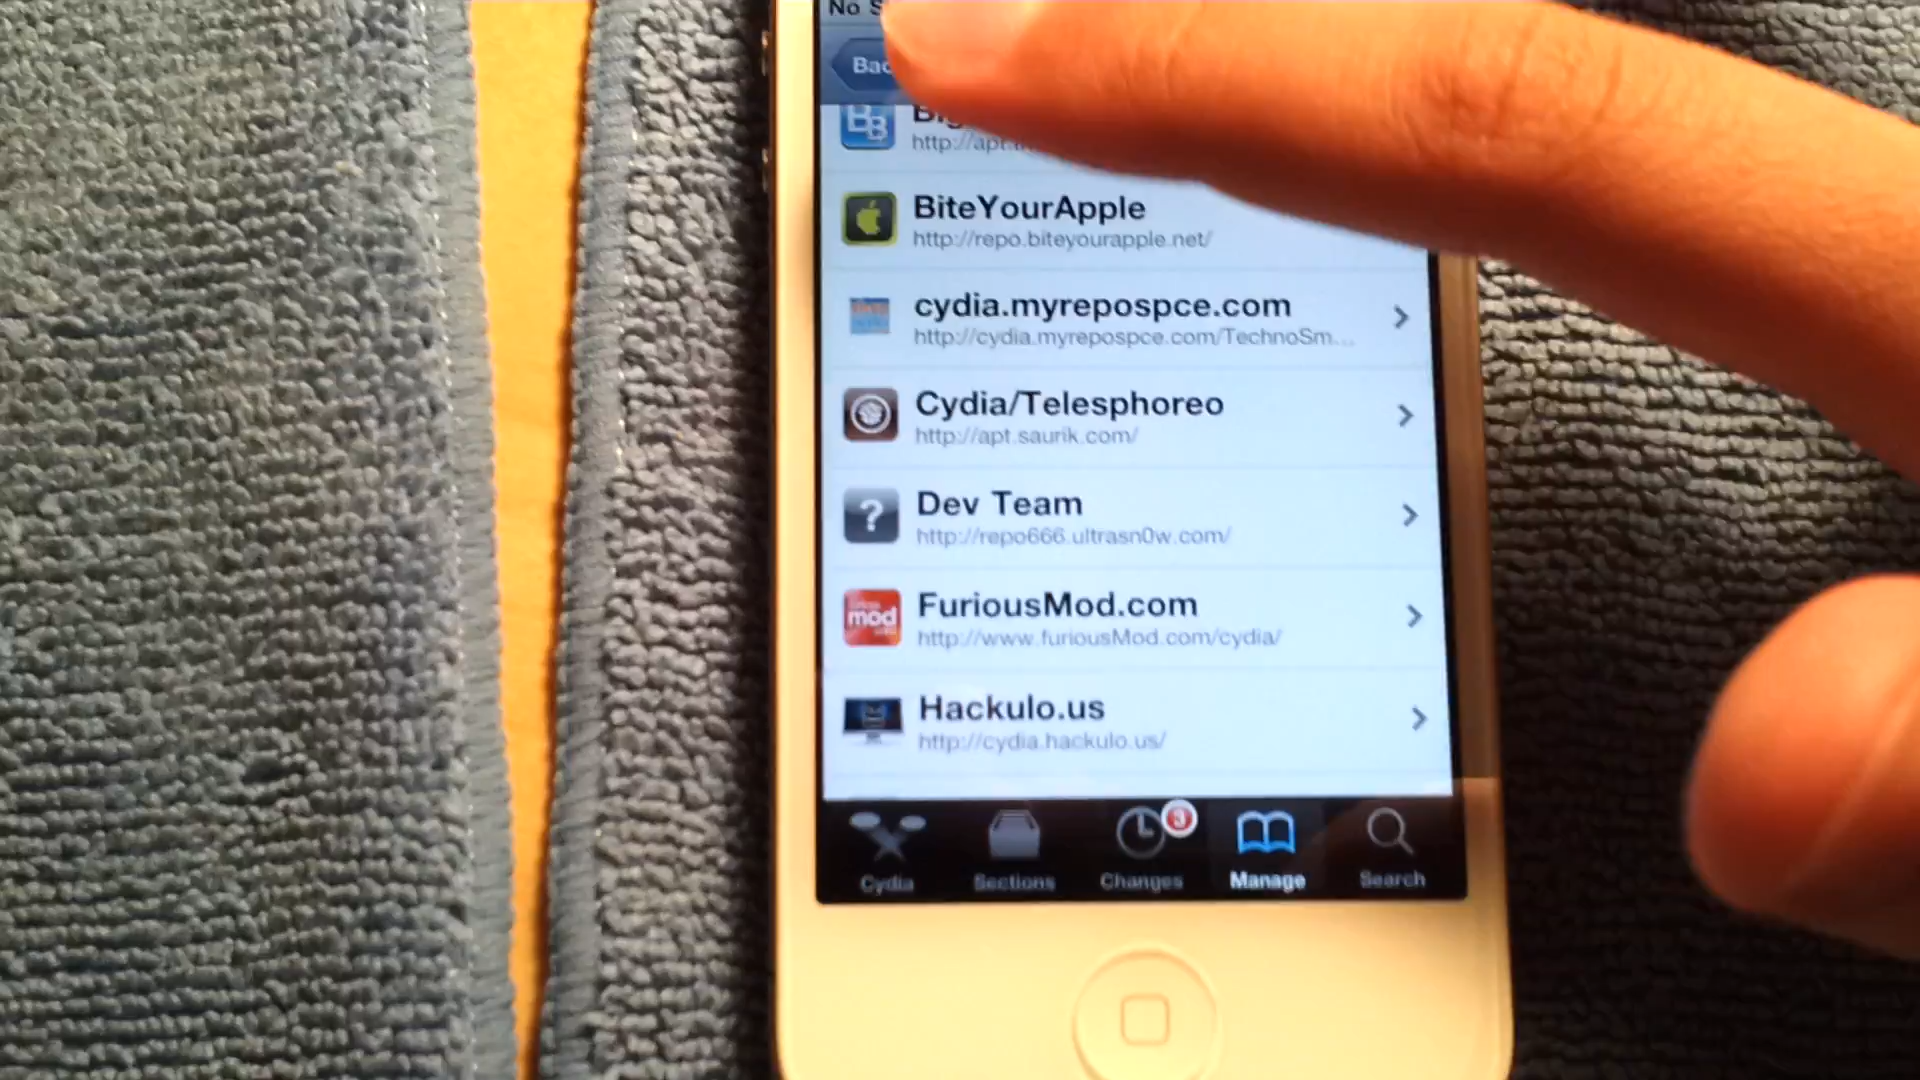 No
BiteYourApple
http://repo.biteyourapple.net/
cydia.myrepospce.com
http://cydia.myrepospce.com/TechnoSm...
Cydia/Telesphoreo
http://apt.saurik.com/
?
Dev Team
http://repo666.ultrasn0w.com/
mod
FuriousMod.com
http://www.furiousMod.com/cydia/
Hackulo.us
http://cydia.hackulo.us/
3
Cydia
Sections
Changes
Manage
Search